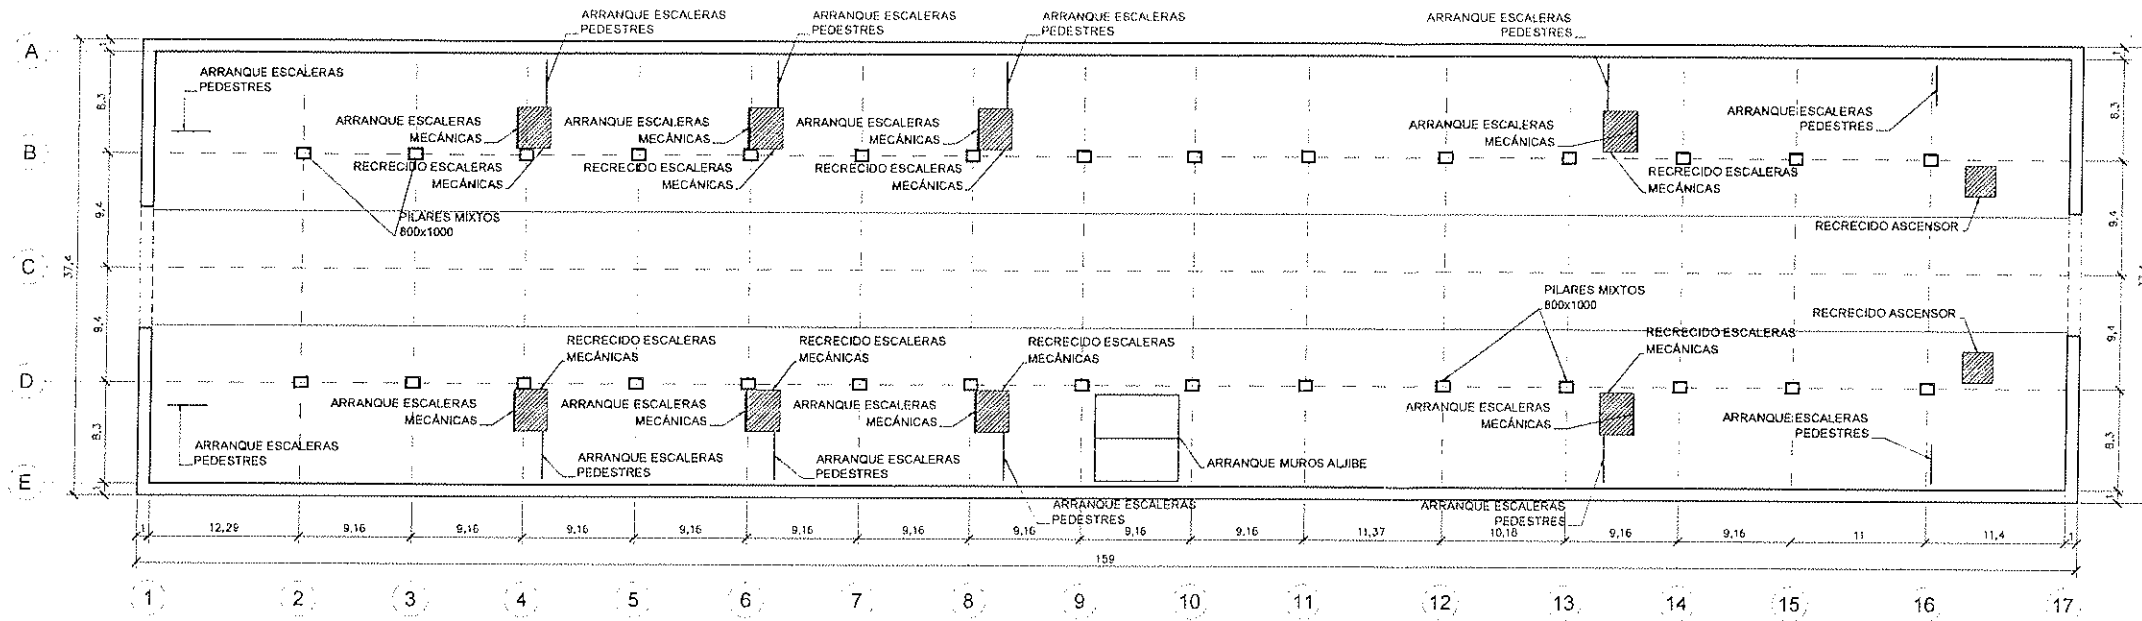 ARRANQUE ESCALERAS
PEDESTRES
ARRANQUE ESCALERAS
PEDESTRES
ARRANQUE ESCALERAS
PEDESTRES
ARRANQUE ESCALERAS
PEDESTRES
A
1
1
ARRANQUE ESCALERAS
PEDESTRES
8,3
8,3
ARRANQUE ESCALERAS
MECÁNICAS
ARRANQUE ESCALERAS
MECÁNICAS
ARRANQUE ESCALERAS
MECÁNICAS
ARRANQUE ESCALERAS
MECÁNICAS
ARRANQUE ESCALERAS
PEDESTRES
B
RECRECIDO ESCALERAS
MECÁNICAS
RECRECIDO ESCALERAS
MECÁNICAS
RECRECIDO ESCALERAS
MECÁNICAS
RECRECIDO ESCALERAS
MECÁNICAS
9,4
PILARES MIXTOS
800x1000
RECRECIDO ASCENSOR
9,4
C
37,4
PILARES MIXTOS
800x1000
RECRECIDO ASCENSOR
9,4
9,4
RECRECIDO ESCALERAS
MECÁNICAS
RECRECIDO ESCALERAS
MECÁNICAS
RECRECIDO ESCALERAS
MECÁNICAS
RECRECIDO ESCALERAS
MECÁNICAS
D
ARRANQUE ESCALERAS
MECÁNICAS
ARRANQUE ESCALERAS
MECÁNICAS
ARRANQUE ESCALERAS
MECÁNICAS
ARRANQUE ESCALERAS
MECÁNICAS
ARRANQUE ESCALERAS
PEDESTRES
8,3
8,3
ARRANQUE ESCALERAS
PEDESTRES
ARRANQUE ESCALERAS
PEDESTRES
ARRANQUE ESCALERAS
PEDESTRES
ARRANQUE MUROS ALJIBE
E
1
1
ARRANQUE ESCALERAS
PEDESTRES
ARRANQUE ESCALERAS
PEDESTRES
1 12,29 9,16 9,16 9,16 9,16 9,16 9,16 9,16 9,16 9,16 11,37 10,18 9,16 9,16 11 11,4 1
159
1 2 3 4 5 6 7 8 9 10 11 12 13 14 15 16 17